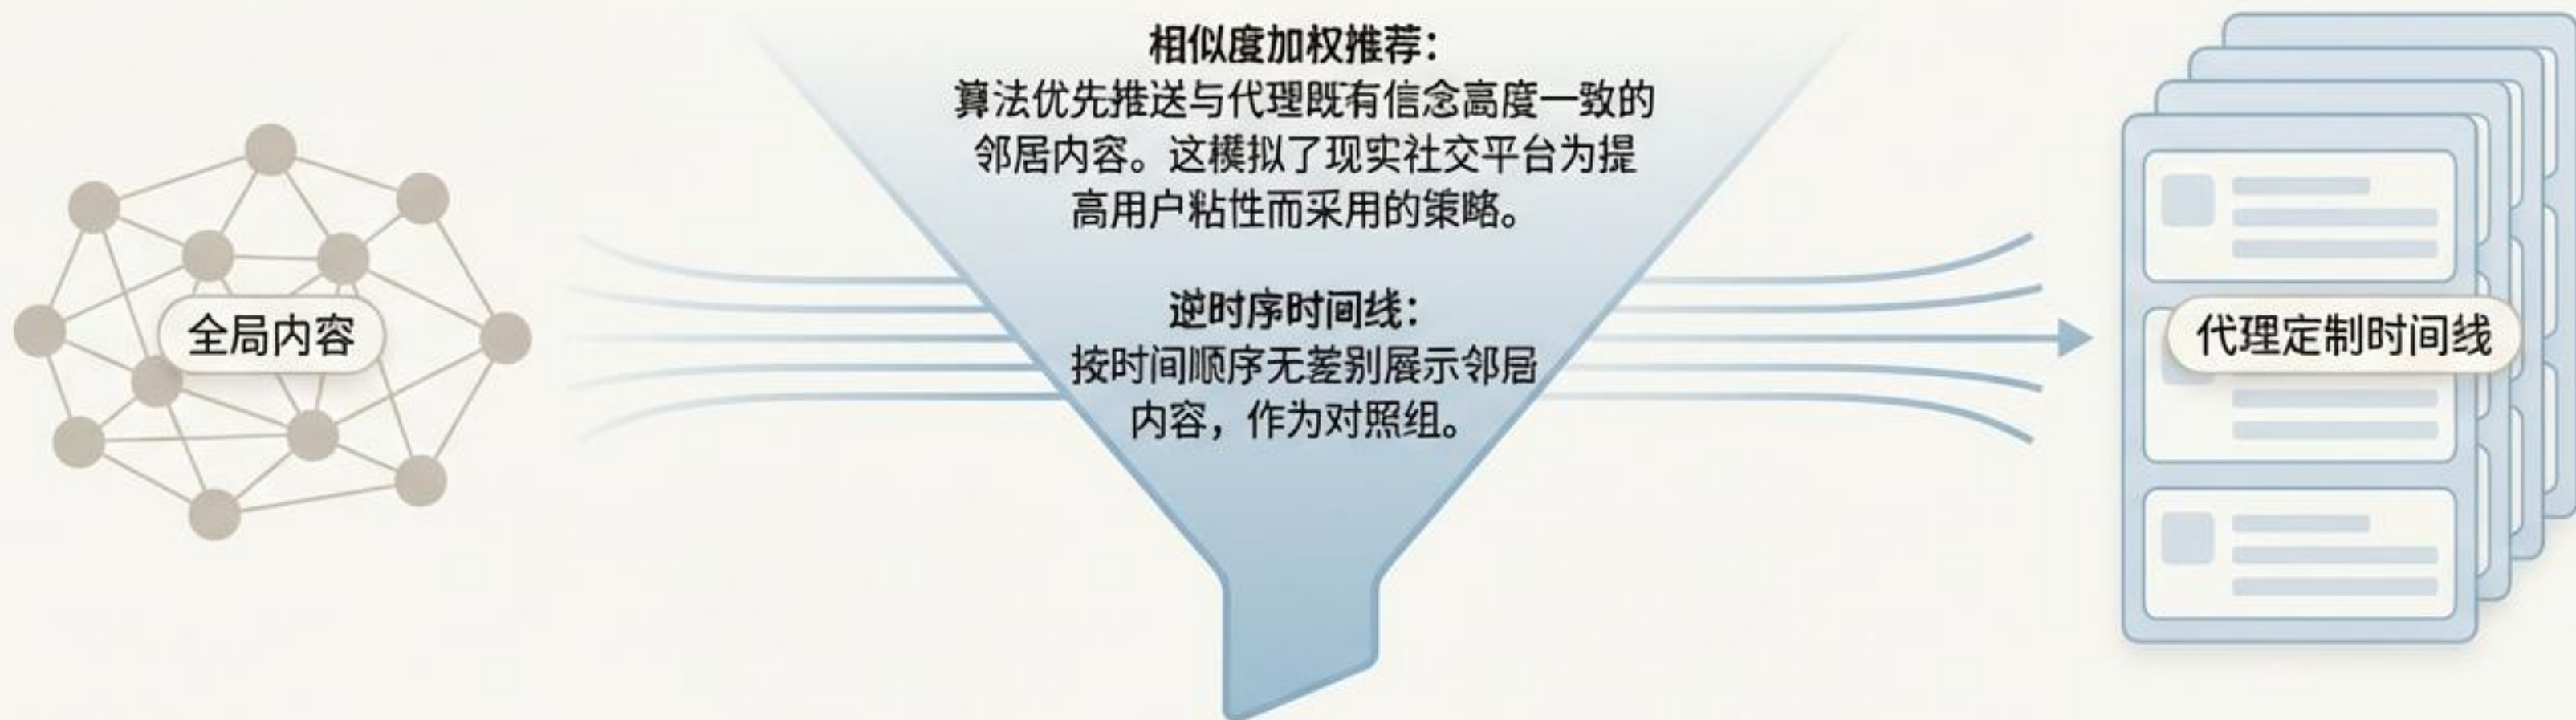 相似度加权推荐：
算法优先推送与代理既有信念高度一致的
邻居内容。这模拟了现实社交平台为提
高用户粘性而采用的策略。
逆时序时间线：
按时间顺序无差别展示邻居
内容，作为对照组。
全局内容
代理定制时间线